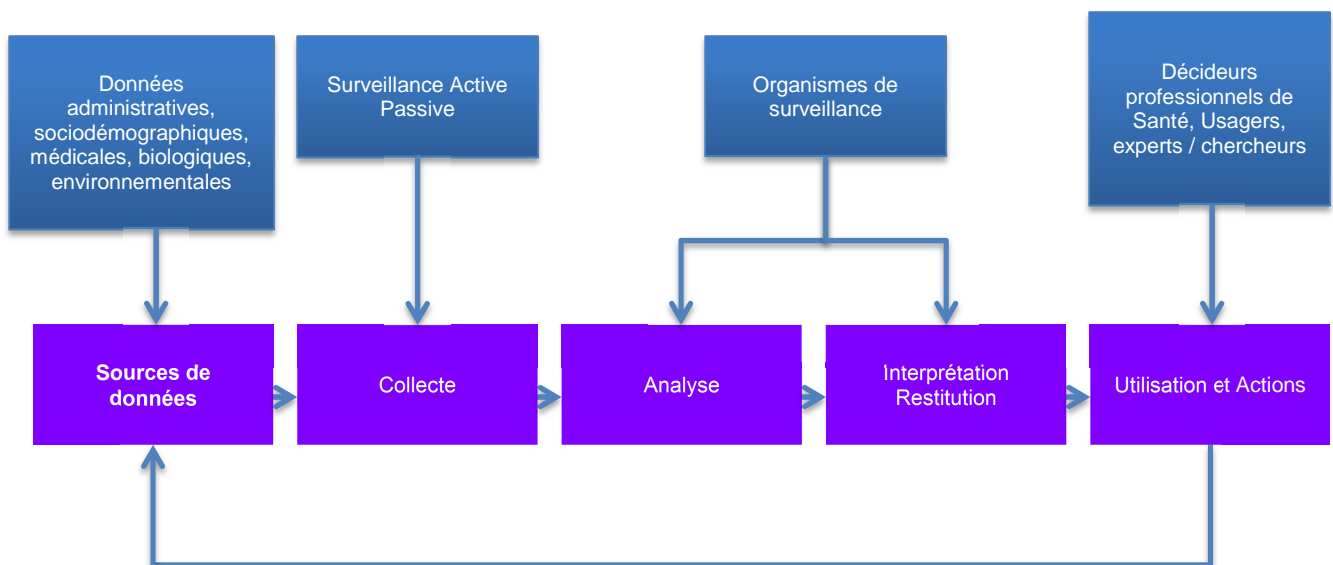 Données
administratives,
sociodémographiques,
médicales, biologiques,
environnementales
Surveillance Active
Passive
Organismes de
surveillance
Décideurs
professionnels de
Santé, Usagers,
experts / chercheurs
Sources de
données
Collecte
Analyse
Interprétation
Restitution
Utilisation et Actions